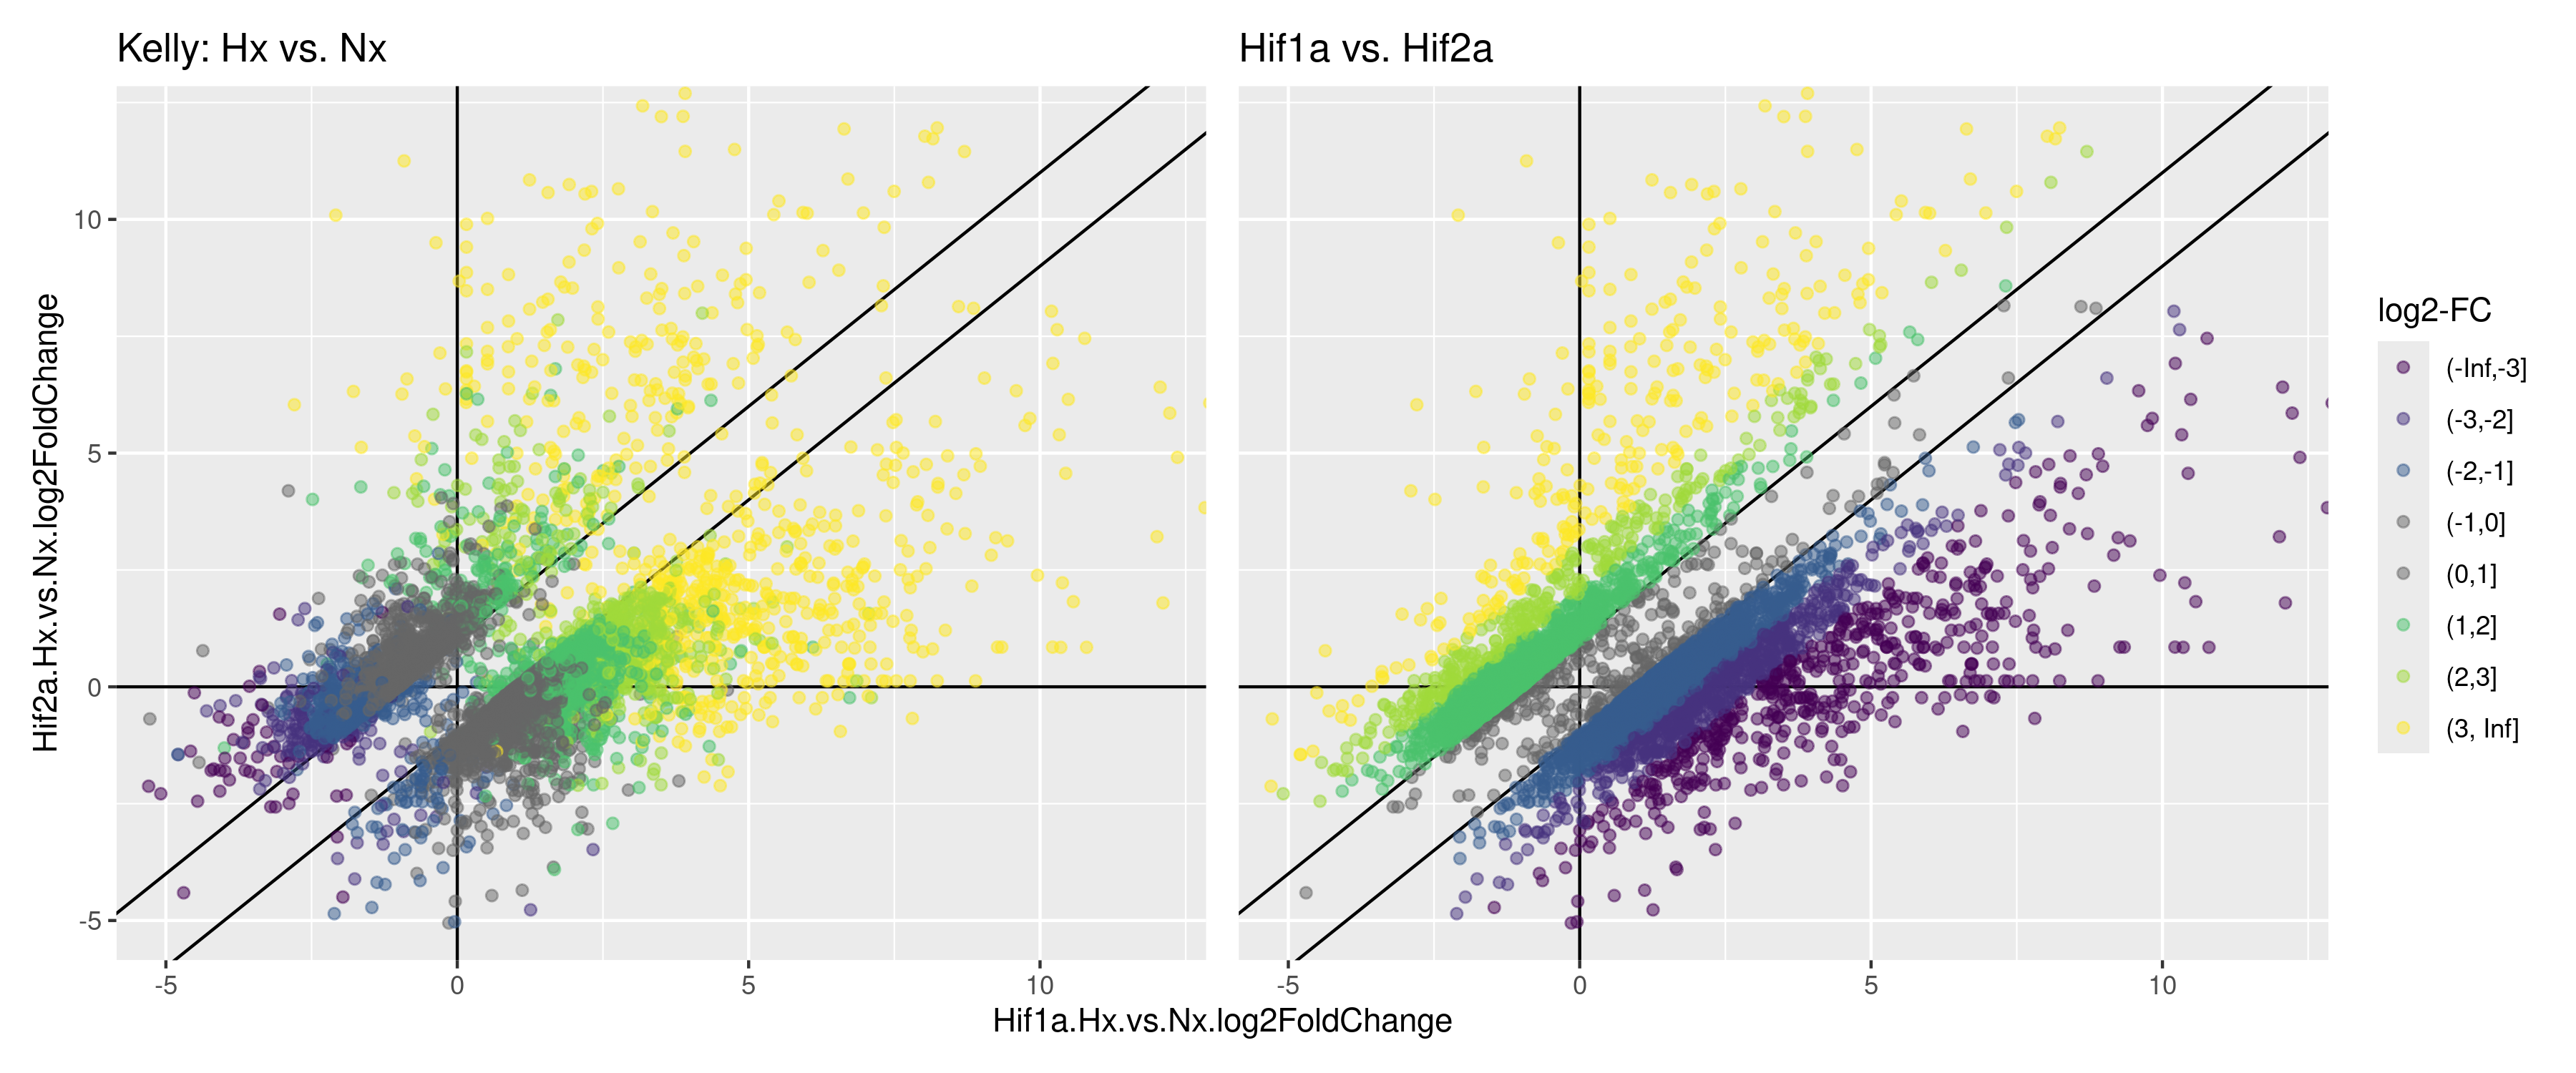 Kelly: Hx vs. Nx
Hif1a vs. Hif2a
Hif2a.Hx.vs.Nx.log2FoldChange
10
5
0
-5
-5 0 5 10
-5 0 5 10
Hif1a.Hx.vs.Nx.log2FoldChange
log2-FC
(-Inf,-3]
(-3,-2]
(-2,-1]
(-1,0]
(0,1]
(1,2]
(2,3]
(3, Inf]